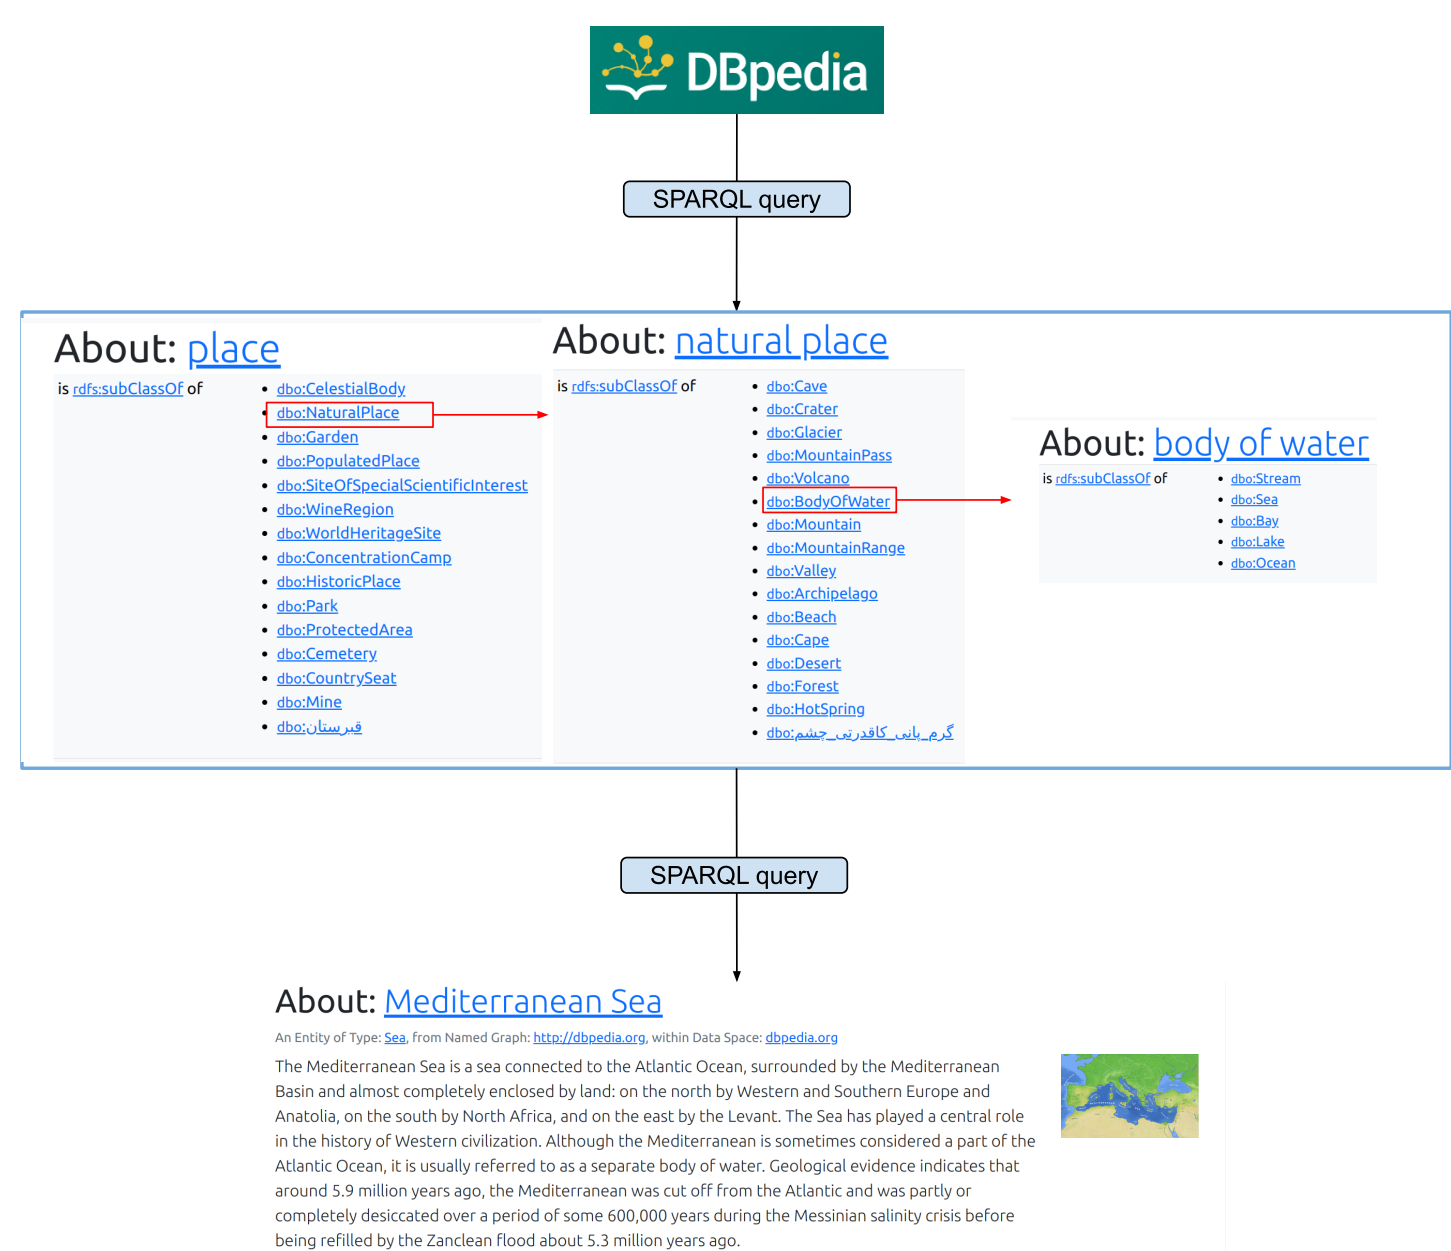 DBpedia
SPARQL query
About: place
is rdfs:subClassOf of
dbo:CelestialBody
dbo:NaturalPlace
dbo:Garden
dbo:PopulatedPlace
dbo:SiteOfSpecialScientificInterest
dbo:WineRegion
dbo:WorldHeritageSite
dbo:ConcentrationCamp
dbo:HistoricPlace
dbo:Park
dbo:ProtectedArea
dbo:Cemetery
dbo:CountrySeat
dbo:Mine
dbo:قبرستان
About: natural place
is rdfs:subClassOf of
dbo:Cave
dbo:Crater
dbo:Glacier
dbo:MountainPass
dbo:Volcano
dbo:BodyOfWater
dbo:Mountain
dbo:MountainRange
dbo:Valley
dbo:Archipelago
dbo:Beach
dbo:Cape
dbo:Desert
dbo:Forest
dbo:HotSpring
dbo:گرم_پانی_کاقدرتی_چشم
About: body of water
is rdfs:subClassOf of
dbo:Stream
dbo:Sea
dbo:Bay
dbo:Lake
dbo:Ocean
SPARQL query
About: Mediterranean Sea
An Entity of Type: Sea, from Named Graph: http://dbpedia.org, within Data Space: dbpedia.org
The Mediterranean Sea is a sea connected to the Atlantic Ocean, surrounded by the Mediterranean
Basin and almost completely enclosed by land: on the north by Western and Southern Europe and
Anatolia, on the south by North Africa, and on the east by the Levant. The Sea has played a central role
in the history of Western civilization. Although the Mediterranean is sometimes considered a part of the
Atlantic Ocean, it is usually referred to as a separate body of water. Geological evidence indicates that
around 5.9 million years ago, the Mediterranean was cut off from the Atlantic and was partly or
completely desiccated over a period of some 600,000 years during the Messinian salinity crisis before
being refilled by the Zanclean flood about 5.3 million years ago.